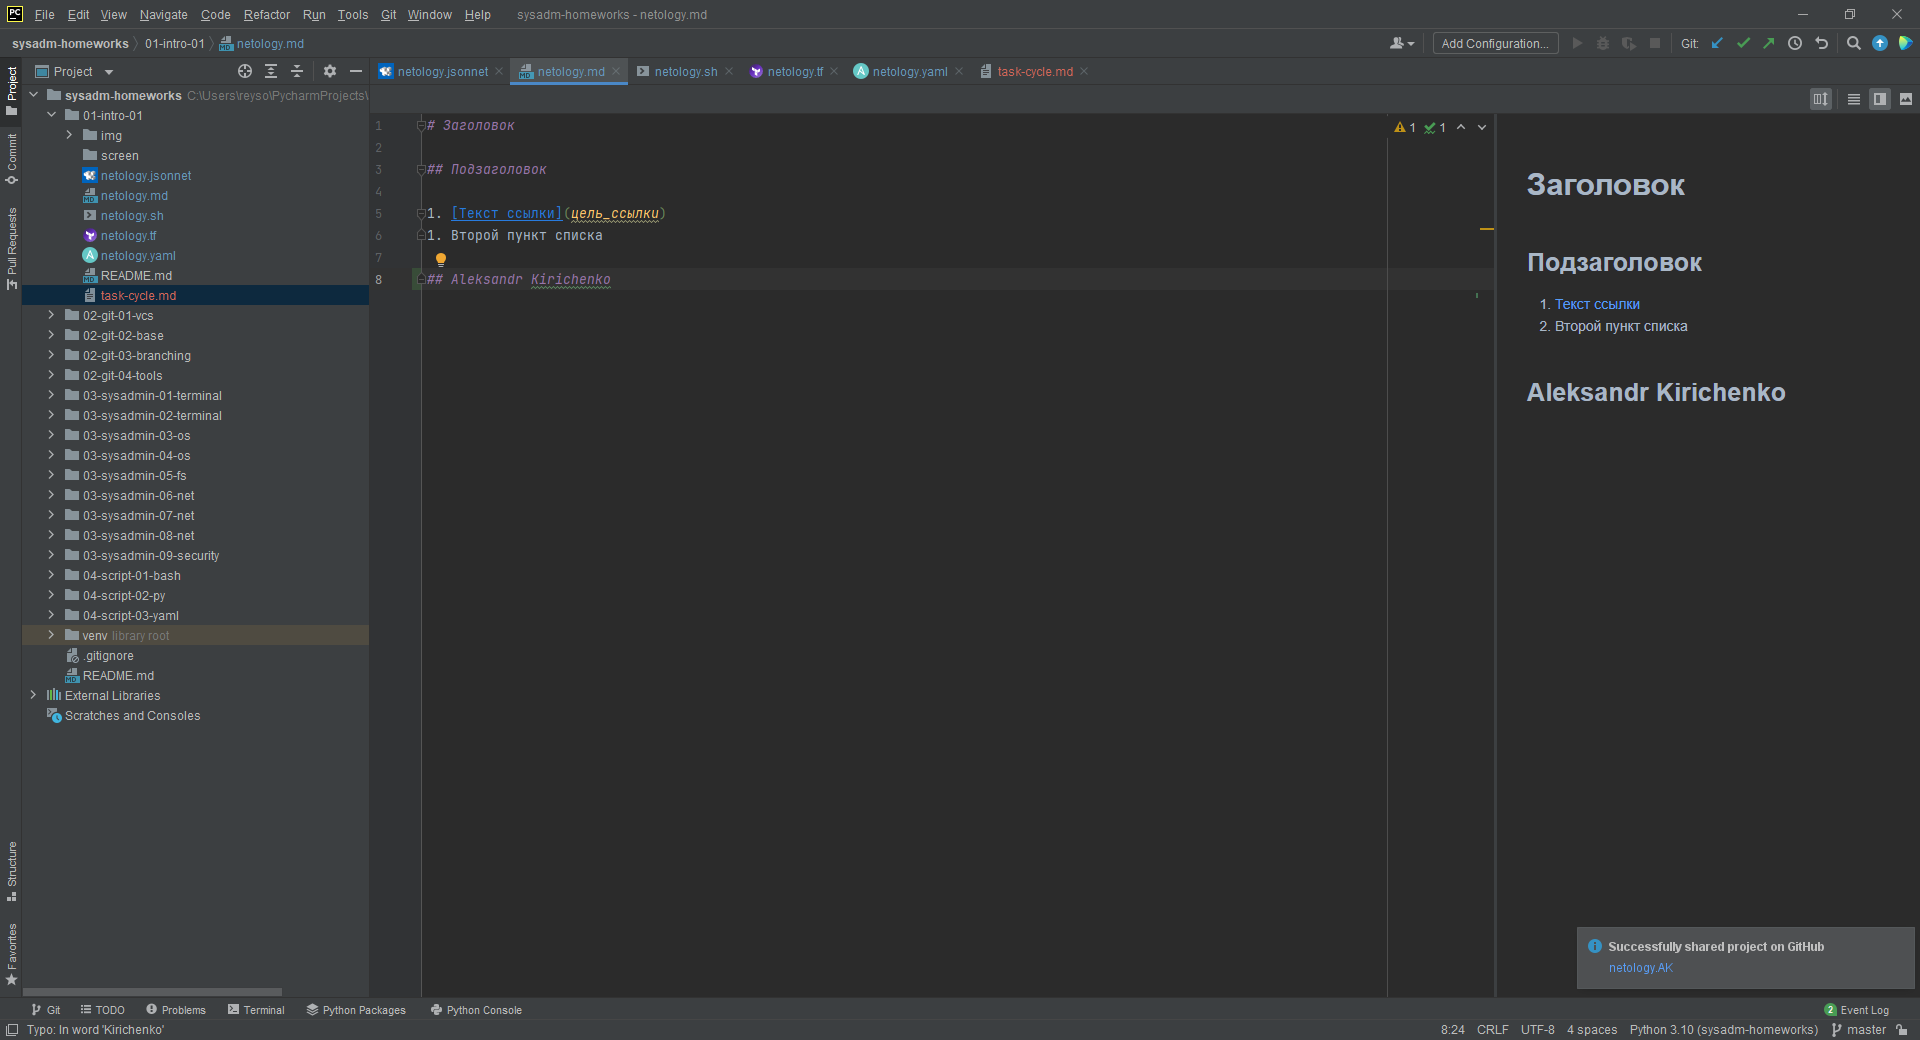 PC File Edit View Navigate Code Refactor Run Tools Git Window Help sysadm-homeworks - netology.md
sysadm-homeworks 01-intro-01 netology.md Add Configuration... Git:
Project netology.jsonnet netology.md netology.sh netology.tf netology.yaml task-cycle.md
Project
Commit
Pull Requests
Structure
Favorites
sysadm-homeworks C:\Users\reyso\PycharmProjects\
01-intro-01
img
screen
netology.jsonnet
netology.md
netology.sh
netology.tf
netology.yaml
README.md
task-cycle.md
02-git-01-vcs
02-git-02-base
02-git-03-branching
02-git-04-tools
03-sysadmin-01-terminal
03-sysadmin-02-terminal
03-sysadmin-03-os
03-sysadmin-04-os
03-sysadmin-05-fs
03-sysadmin-06-net
03-sysadmin-07-net
03-sysadmin-08-net
03-sysadmin-09-security
04-script-01-bash
04-script-02-py
04-script-03-yaml
venv library root
.gitignore
README.md
External Libraries
Scratches and Consoles
1 # Заголовок
2
3 ## Подзаголовок
4
5 1. [Текст ссылки](цель_ссылки)
6 1. Второй пункт списка
7
8 ## Aleksandr Kirichenko
1 1
Заголовок
Подзаголовок
1. Текст ссылки
2. Второй пункт списка
Aleksandr Kirichenko
Successfully shared project on GitHub
netology.AK
Git TODO Problems Terminal Python Packages Python Console 2 Event Log
Typo: In word 'Kirichenko' 8:24 CRLF UTF-8 4 spaces Python 3.10 (sysadm-homeworks) master